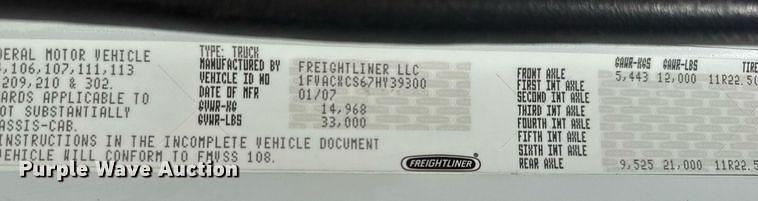 DERAL MOTOR VEHICLE
,106,107,111,113
209,210 & 302.
ARDS APPLICABLE TO
OT SUBSTANTIALLY
ASSIS-CAB.
INSTRUCTIONS IN THE INCOMPLETE VEHICLE DOCUMENT
VEHICLE WILL CONFORM TO FMVSS 108.
TYPE: TRUCK
MANUFACTURED BY FREIGHTLINER LLC
VEHICLE ID NO 1FVACXCS67HY39300
DATE OF MFR 01/07
GVWR-KG 14,968
GVWR-LBS 33,000
FREIGHTLINER
GAWR-KGS GAWR-LBS TIRE
FRONT AXLE 5,443 12,000 11R22.5(
FIRST INT AXLE
SECOND INT AXLE
THIRD INT AXLE
FOURTH INT AXLE
FIFTH INT AXLE
SIXTH INT AXLE
REAR AXLE 9,525 21,000 11R22.5
Purple Wave Auction